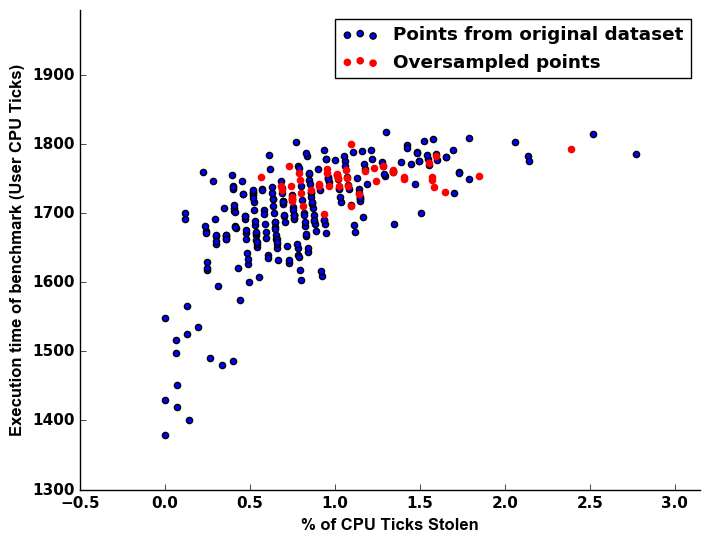 Points from original dataset
Oversampled points
Execution time of benchmark (User CPU Ticks)
1900
1800
1700
1600
1500
1400
1300
−0.5 0.0 0.5 1.0 1.5 2.0 2.5 3.0
% of CPU Ticks Stolen